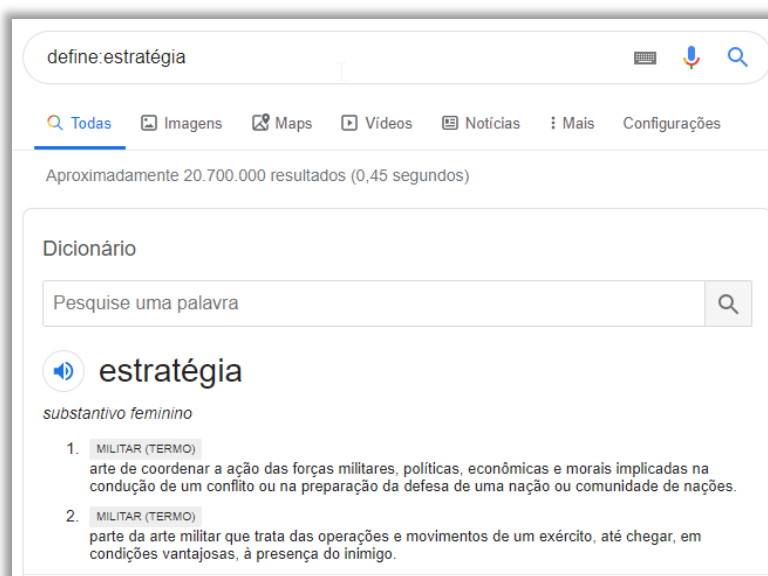 define:estratégia
Todas Imagens Maps Vídeos Notícias Mais Configurações
Aproximadamente 20.700.000 resultados (0,45 segundos)
Dicionário
Pesquise uma palavra
estratégia
substantivo feminino
1. MILITAR (TERMO)
arte de coordenar a ação das forças militares, políticas, econômicas e morais implicadas na
condução de um conflito ou na preparação da defesa de uma nação ou comunidade de nações.
2. MILITAR (TERMO)
parte da arte militar que trata das operações e movimentos de um exército, até chegar, em
condições vantajosas, à presença do inimigo.